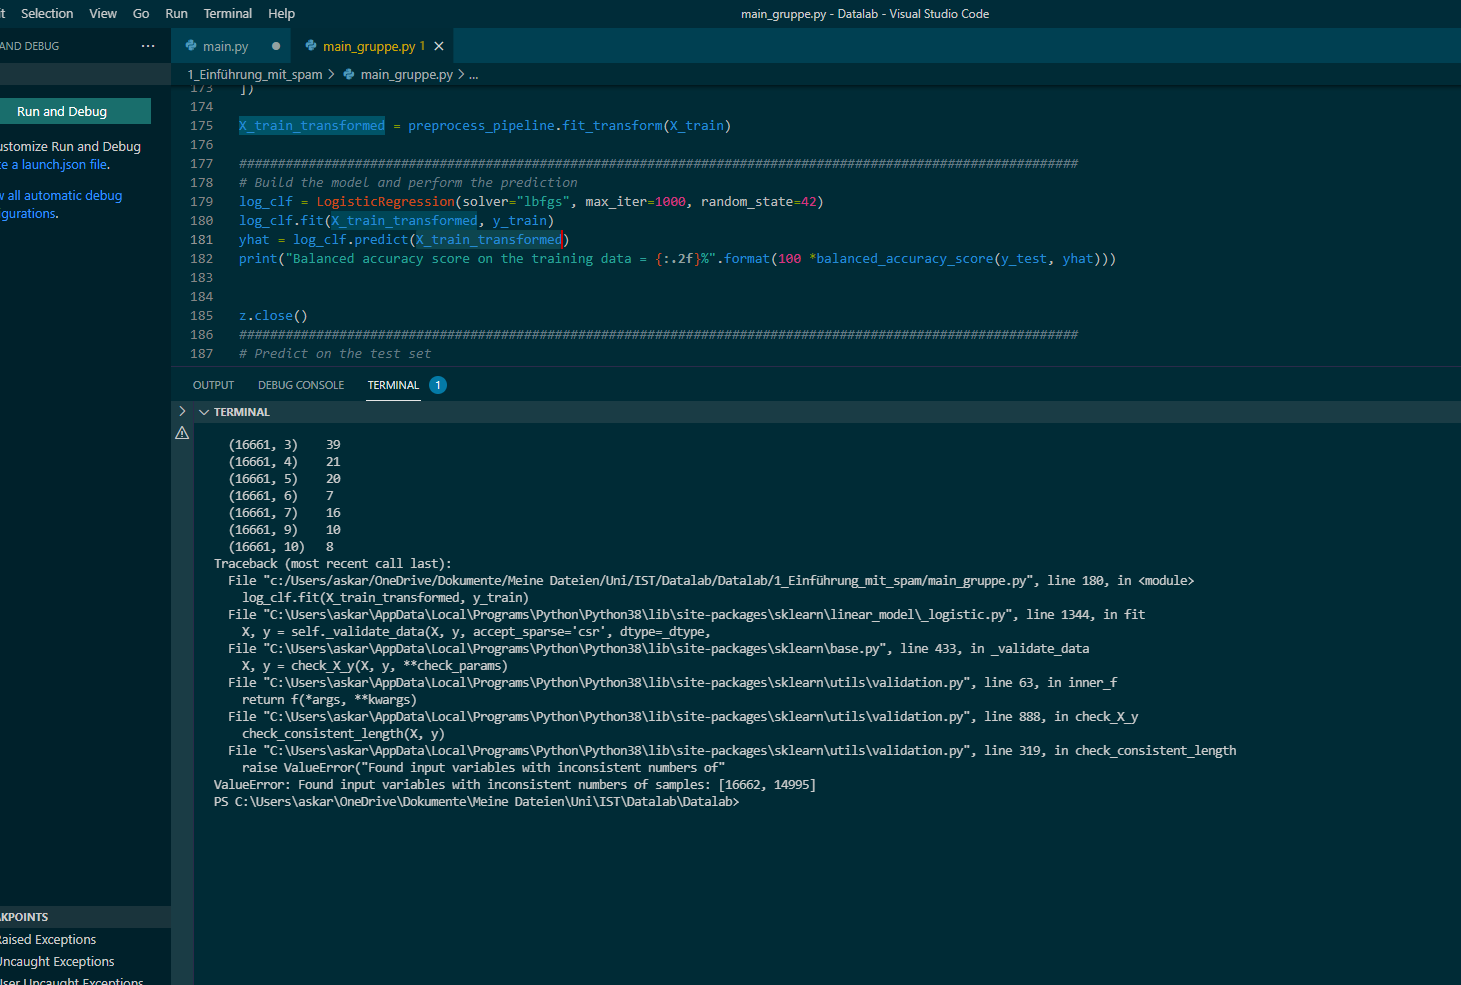 it Selection View Go Run Terminal Help
main_gruppe.py - Datalab - Visual Studio Code
AND DEBUG ...
main.py
main_gruppe.py 1
1_Einführung_mit_spam > main_gruppe.py > ...
Run and Debug
ustomize Run and Debug
te a launch.json file.
w all automatic debug
igurations.
173 ])
174
175 X_train_transformed = preprocess_pipeline.fit_transform(X_train)
176
177 #############################################################################################################
178 # Build the model and perform the prediction
179 log_clf = LogisticRegression(solver="lbfgs", max_iter=1000, random_state=42)
180 log_clf.fit(X_train_transformed, y_train)
181 yhat = log_clf.predict(X_train_transformed)
182 print("Balanced accuracy score on the training data = {:.2f}%".format(100 *balanced_accuracy_score(y_test, yhat)))
183
184
185 z.close()
186 #############################################################################################################
187 # Predict on the test set
OUTPUT DEBUG CONSOLE TERMINAL 1
TERMINAL
(16661, 3) 39
(16661, 4) 21
(16661, 5) 20
(16661, 6) 7
(16661, 7) 16
(16661, 9) 10
(16661, 10) 8
Traceback (most recent call last):
File "c:/Users/askar/OneDrive/Dokumente/Meine Dateien/Uni/IST/Datalab/Datalab/1_Einführung_mit_spam/main_gruppe.py", line 180, in <module>
log_clf.fit(X_train_transformed, y_train)
File "C:\Users\askar\AppData\Local\Programs\Python\Python38\lib\site-packages\sklearn\linear_model\_logistic.py", line 1344, in fit
X, y = self._validate_data(X, y, accept_sparse='csr', dtype=_dtype,
File "C:\Users\askar\AppData\Local\Programs\Python\Python38\lib\site-packages\sklearn\base.py", line 433, in _validate_data
X, y = check_X_y(X, y, **check_params)
File "C:\Users\askar\AppData\Local\Programs\Python\Python38\lib\site-packages\sklearn\utils\validation.py", line 63, in inner_f
return f(*args, **kwargs)
File "C:\Users\askar\AppData\Local\Programs\Python\Python38\lib\site-packages\sklearn\utils\validation.py", line 888, in check_X_y
check_consistent_length(X, y)
File "C:\Users\askar\AppData\Local\Programs\Python\Python38\lib\site-packages\sklearn\utils\validation.py", line 319, in check_consistent_length
raise ValueError("Found input variables with inconsistent numbers of"
ValueError: Found input variables with inconsistent numbers of samples: [16662, 14995]
PS C:\Users\askar\OneDrive\Dokumente\Meine Dateien\Uni\IST\Datalab\Datalab>
AKPOINTS
Raised Exceptions
Uncaught Exceptions
User Uncaught Exceptions